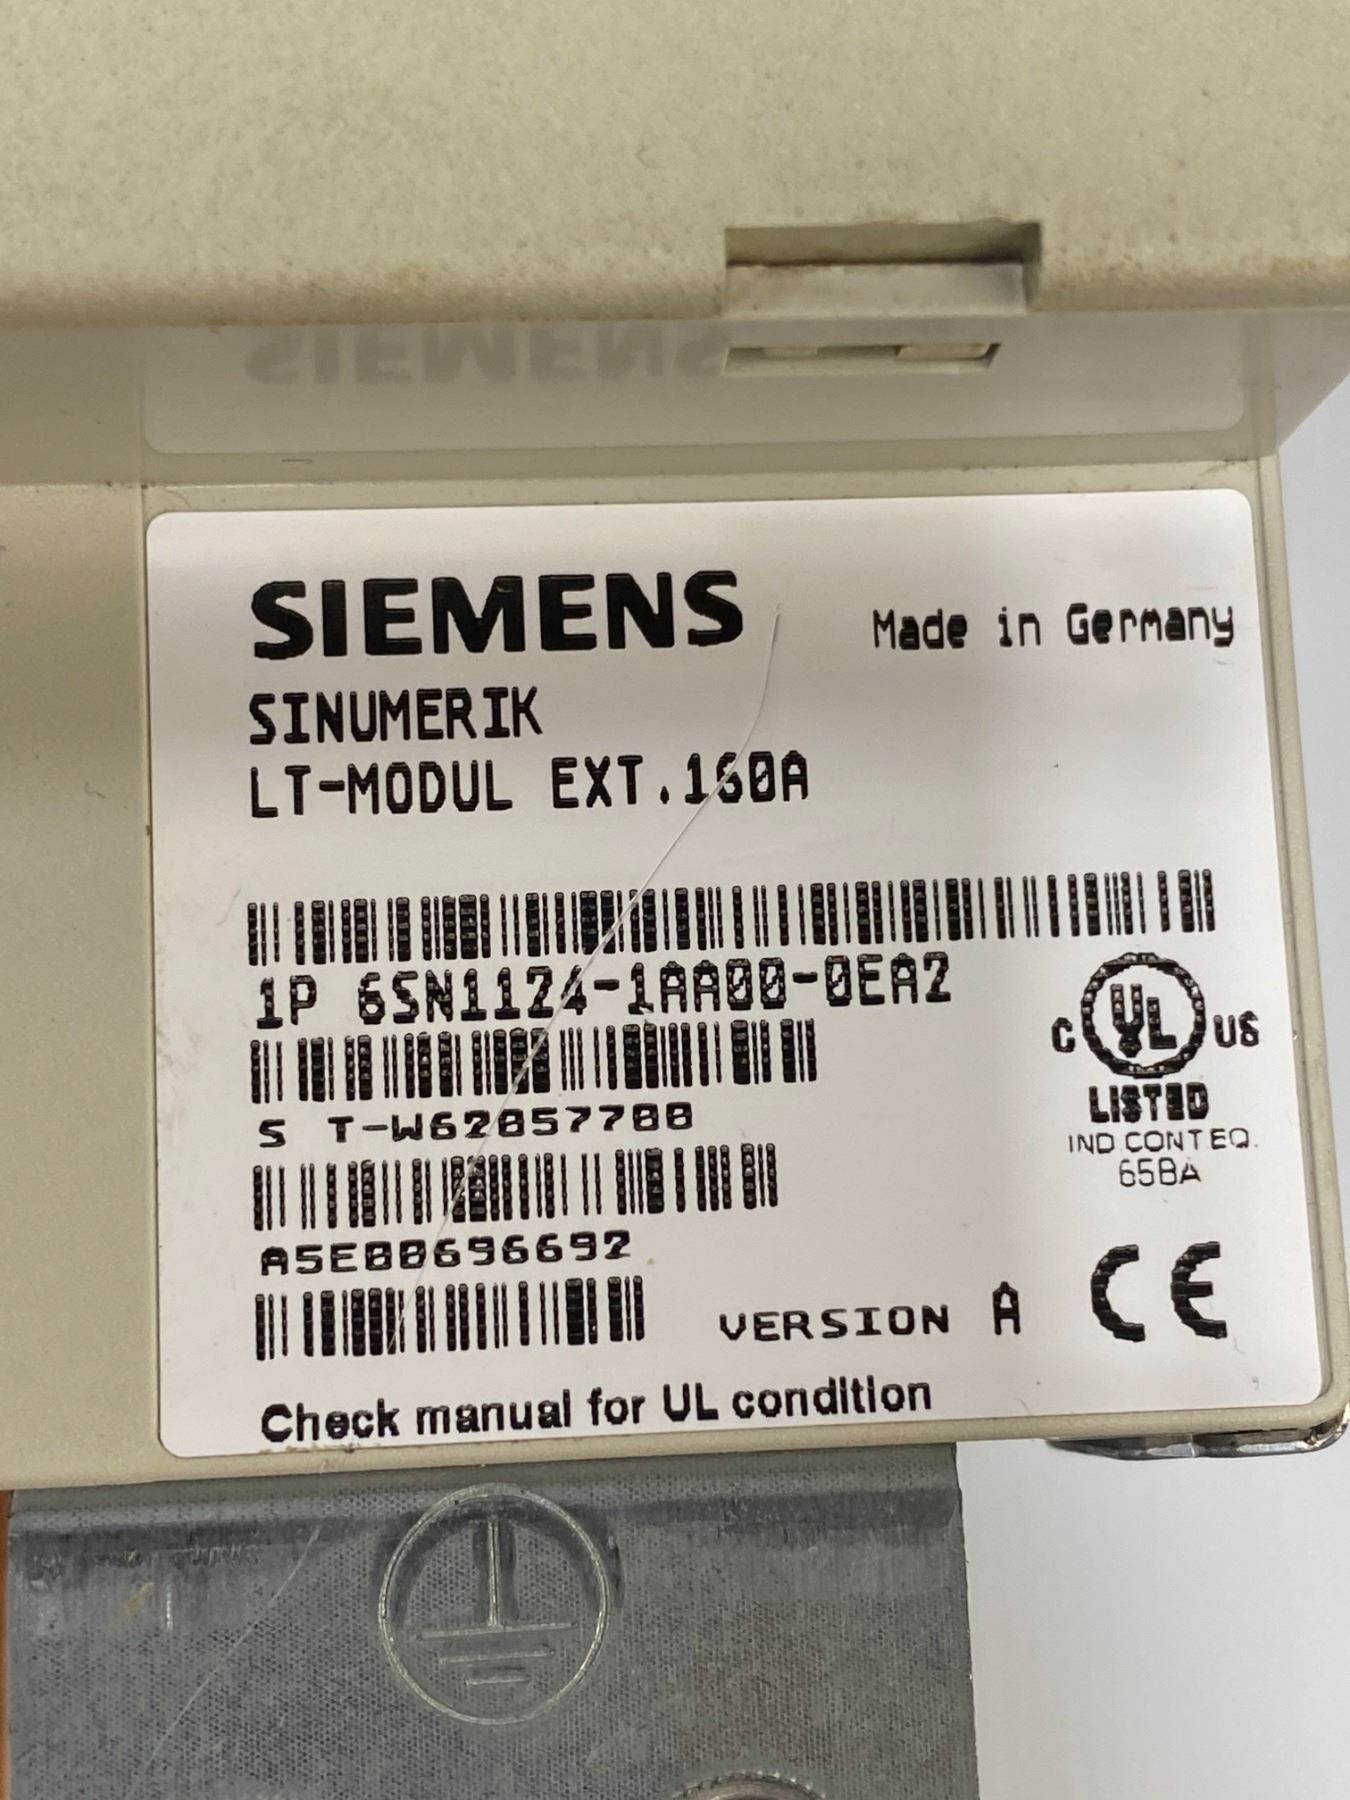 SIEMENS
SIEMENS
Made in Germany
SINUMERIK
LT-MODUL EXT.160A
1P 6SN1124-1AA00-0EA2
C UL US
LISTED
IND CONT EQ.
65BA
S T-W62057700
A5E00696692
VERSION A
CE
Check manual for UL condition